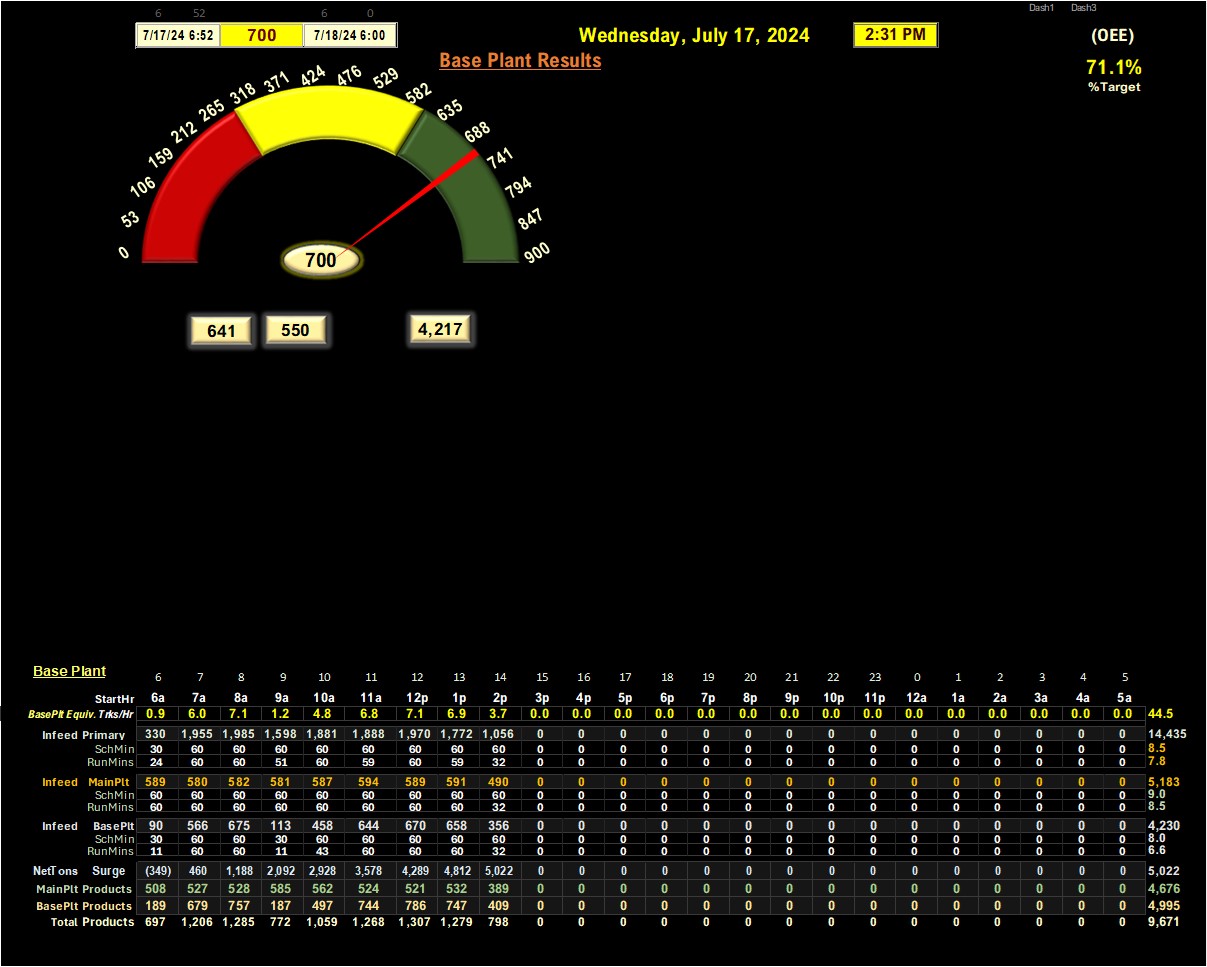 Dash1 Dash3
6 52 6 0
7/17/24 6:52 700 7/18/24 6:00
Wednesday, July 17, 2024
2:31 PM
(OEE)
Base Plant Results
71.1%
%Target
0 53 106 159 212 265 318 371 424 476 529 582 635 688 741 794 847 900
700
641 550 4,217
Base Plant 6 7 8 9 10 11 12 13 14 15 16 17 18 19 20 21 22 23 0 1 2 3 4 5
StartHr 6a 7a 8a 9a 10a 11a 12p 1p 2p 3p 4p 5p 6p 7p 8p 9p 10p 11p 12a 1a 2a 3a 4a 5a
BasePlt Equiv. Trks/Hr 0.9 6.0 7.1 1.2 4.8 6.8 7.1 6.9 3.7 0.0 0.0 0.0 0.0 0.0 0.0 0.0 0.0 0.0 0.0 0.0 0.0 0.0 0.0 0.0 44.5
Infeed Primary 330 1,955 1,985 1,598 1,881 1,888 1,970 1,772 1,056 0 0 0 0 0 0 0 0 0 0 0 0 0 0 0 14,435
SchMin 30 60 60 60 60 60 60 60 60 0 0 0 0 0 0 0 0 0 0 0 0 0 0 0 8.5
RunMins 24 60 60 51 60 59 60 59 32 0 0 0 0 0 0 0 0 0 0 0 0 0 0 0 7.8
Infeed MainPlt 589 580 582 581 587 594 589 591 490 0 0 0 0 0 0 0 0 0 0 0 0 0 0 0 5,183
SchMin 60 60 60 60 60 60 60 60 60 0 0 0 0 0 0 0 0 0 0 0 0 0 0 0 9.0
RunMins 60 60 60 60 60 60 60 60 32 0 0 0 0 0 0 0 0 0 0 0 0 0 0 0 8.5
Infeed BasePlt 90 566 675 113 458 644 670 658 356 0 0 0 0 0 0 0 0 0 0 0 0 0 0 0 4,230
SchMin 30 60 60 30 60 60 60 60 60 0 0 0 0 0 0 0 0 0 0 0 0 0 0 0 8.0
RunMins 11 60 60 11 43 60 60 60 32 0 0 0 0 0 0 0 0 0 0 0 0 0 0 0 6.6
NetTons Surge (349) 460 1,188 2,092 2,928 3,578 4,289 4,812 5,022 0 0 0 0 0 0 0 0 0 0 0 0 0 0 0 5,022
MainPlt Products 508 527 528 585 562 524 521 532 389 0 0 0 0 0 0 0 0 0 0 0 0 0 0 0 4,676
BasePlt Products 189 679 757 187 497 744 786 747 409 0 0 0 0 0 0 0 0 0 0 0 0 0 0 0 4,995
Total Products 697 1,206 1,285 772 1,059 1,268 1,307 1,279 798 0 0 0 0 0 0 0 0 0 0 0 0 0 0 0 9,671